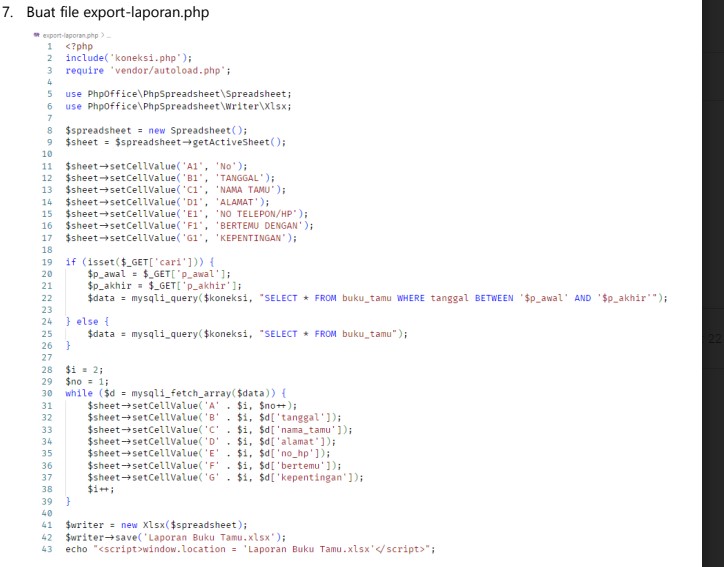 7. Buat file export-laporan.php
export-laporan.php > ...
1 <?php
2 include('koneksi.php');
3 require 'vendor/autoload.php';
4
5 use PhpOffice\PhpSpreadsheet\Spreadsheet;
6 use PhpOffice\PhpSpreadsheet\Writer\Xlsx;
7
8 $spreadsheet = new Spreadsheet();
9 $sheet = $spreadsheet->getActiveSheet();
10
11 $sheet->setCellValue('A1', 'No');
12 $sheet->setCellValue('B1', 'TANGGAL');
13 $sheet->setCellValue('C1', 'NAMA TAMU');
14 $sheet->setCellValue('D1', 'ALAMAT');
15 $sheet->setCellValue('E1', 'NO TELEPON/HP');
16 $sheet->setCellValue('F1', 'BERTEMU DENGAN');
17 $sheet->setCellValue('G1', 'KEPENTINGAN');
18
19 if (isset($_GET['cari'])) {
20     $p_awal = $_GET['p_awal'];
21     $p_akhir = $_GET['p_akhir'];
22     $data = mysqli_query($koneksi, "SELECT * FROM buku_tamu WHERE tanggal BETWEEN '$p_awal' AND '$p_akhir'");
23
24 } else {
25     $data = mysqli_query($koneksi, "SELECT * FROM buku_tamu");
26 }
27
28 $i = 2;
29 $no = 1;
30 while ($d = mysqli_fetch_array($data)) {
31     $sheet->setCellValue('A' . $i, $no++);
32     $sheet->setCellValue('B' . $i, $d['tanggal']);
33     $sheet->setCellValue('C' . $i, $d['nama_tamu']);
34     $sheet->setCellValue('D' . $i, $d['alamat']);
35     $sheet->setCellValue('E' . $i, $d['no_hp']);
36     $sheet->setCellValue('F' . $i, $d['bertemu']);
37     $sheet->setCellValue('G' . $i, $d['kepentingan']);
38     $i++;
39 }
40
41 $writer = new Xlsx($spreadsheet);
42 $writer->save('Laporan Buku Tamu.xlsx');
43 echo "<script>window.location = 'Laporan Buku Tamu.xlsx'</script>";
22